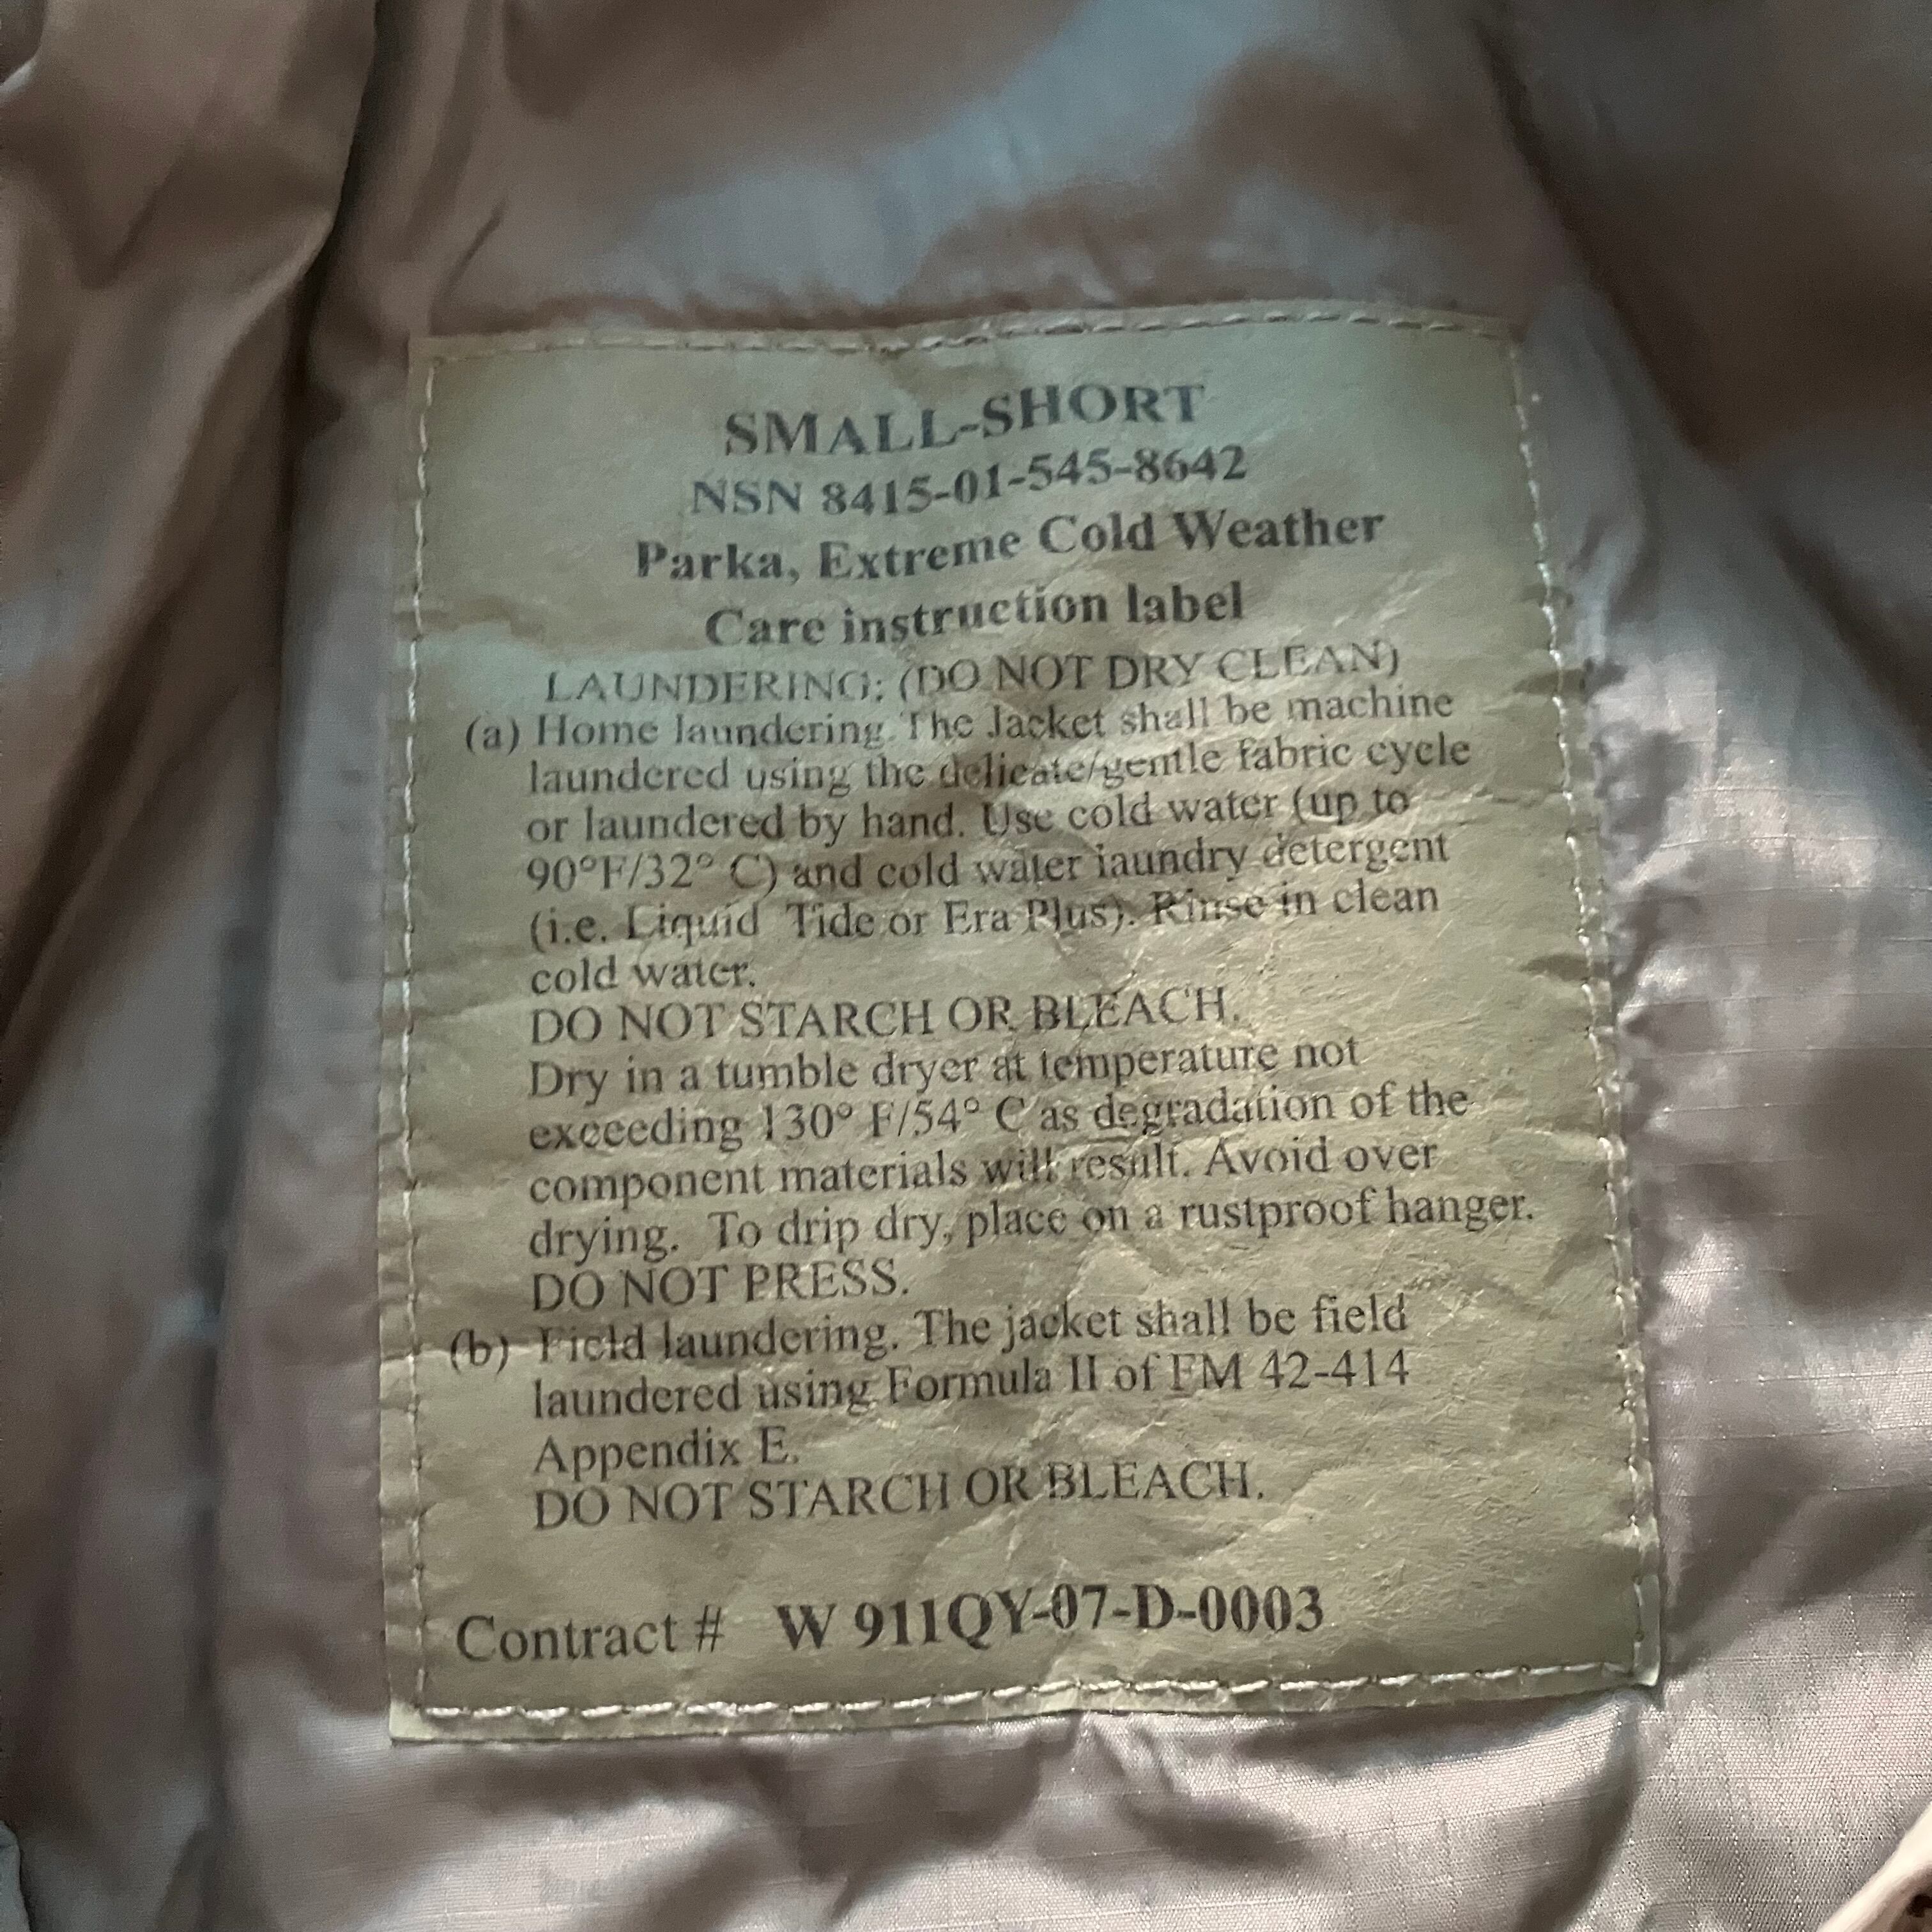 SMALL-SHORT
NSN 8415-01-545-8642
Parka, Extreme Cold Weather
Care instruction label
LAUNDERING: (DO NOT DRY CLEAN)
(a) Home laundering. The Jacket shall be machine
laundered using the delicate/gentle fabric cycle
or laundered by hand. Use cold water (up to
90°F/32° C) and cold water laundry detergent
(i.e. Liquid Tide or Era Plus). Rinse in clean
cold water.
DO NOT STARCH OR BLEACH.
Dry in a tumble dryer at temperature not
exceeding 130° F/54° C as degradation of the
component materials will result. Avoid over
drying. To drip dry, place on a rustproof hanger.
DO NOT PRESS.
(b) Field laundering. The jacket shall be field
laundered using Formula II of FM 42-414
Appendix E.
DO NOT STARCH OR BLEACH.
Contract # W 911QY-07-D-0003